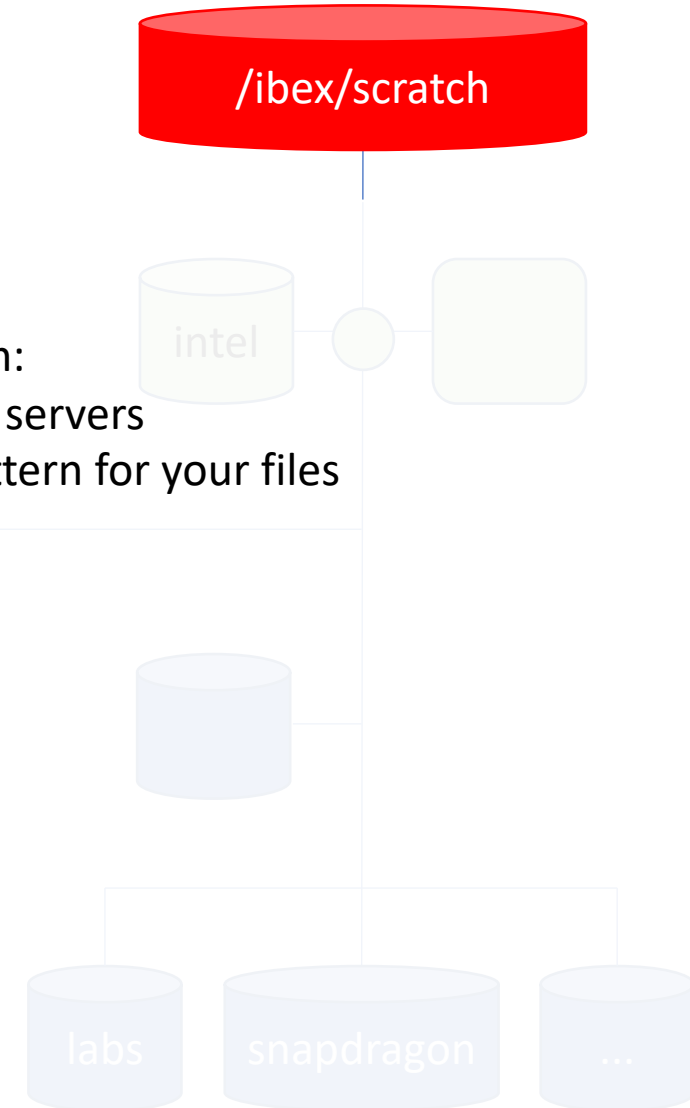 /ibex/scratch
intel
n:
servers
ttern for your files
labs
snapdragon
...